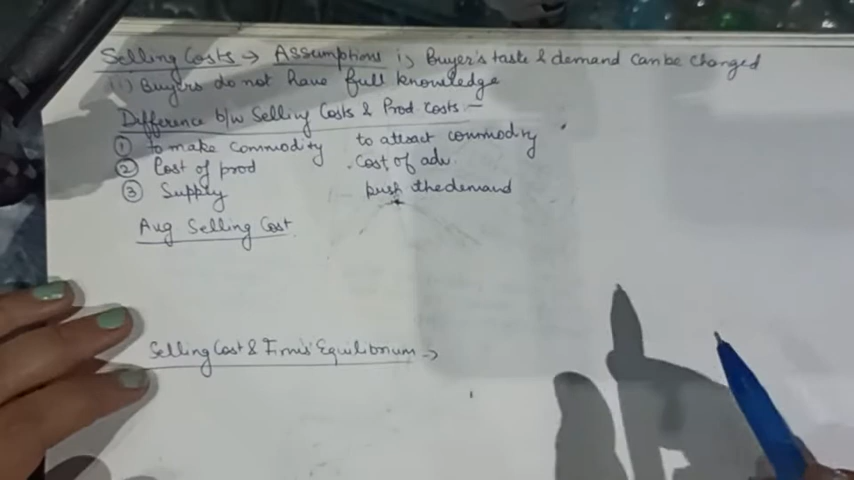 Selling Costs → Assumptions i) Buyer's taste & demand can be changed
ii) Buyers do not have full knowledge
Difference b/w Selling Costs & Prod Costs:-
① to make commodity to attract commodity
② Cost of prod Cost of adv.
③ Supply push the demand
Avg Selling Cost
Selling Cost & Firms' Equilibrium →